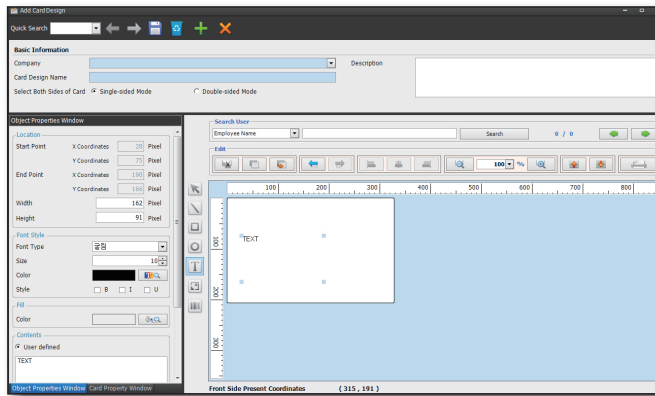 Add CardDesign
Quick Search
Basic Information
Company
Description
Card Design Name
Select Both Sides of Card Single-sided Mode Double-sided Mode
Object Properties Window
Location
Start Point X Coordinates 28 Pixel
Y Coordinates 75 Pixel
End Point X Coordinates 190 Pixel
Y Coordinates 166 Pixel
Width 162 Pixel
Height 91 Pixel
Font Style
Font Type 굴림
Size 10
Color
Style B I U
Fill
Color
Contents
User defined
TEXT
Object Properties Window Card Property Window
Search User
Employee Name Search 0 / 0
Edit
100 %
100 200 300 400 500 600 700 800
100
200
300
TEXT
Front Side Present Coordinates ( 315 , 191 )